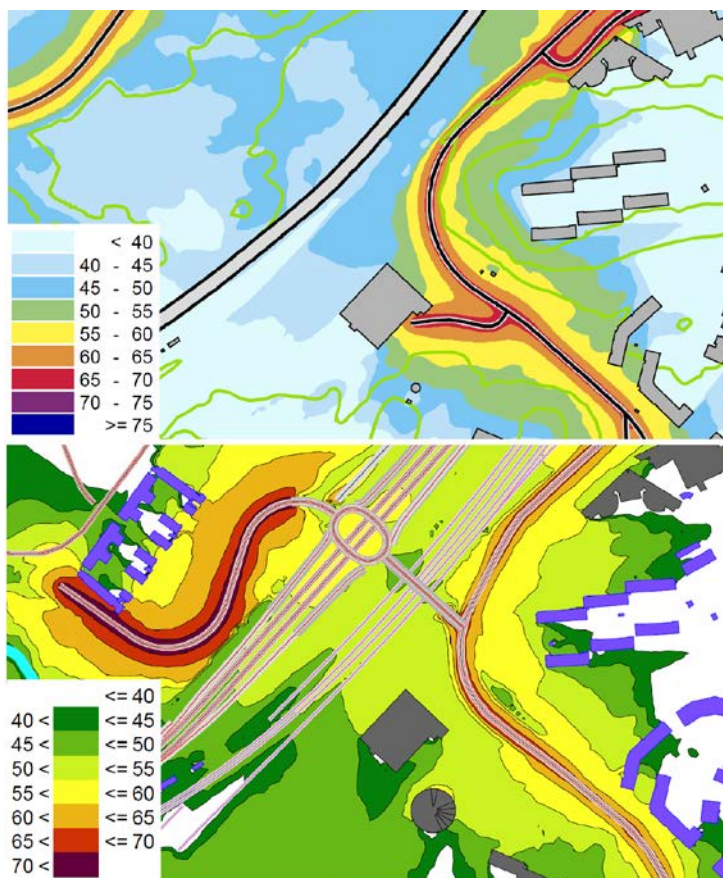 < 40
40 - 45
45 - 50
50 - 55
55 - 60
60 - 65
65 - 70
70 - 75
>= 75
<= 40
40 < <= 45
45 < <= 50
50 < <= 55
55 < <= 60
60 < <= 65
65 < <= 70
70 <